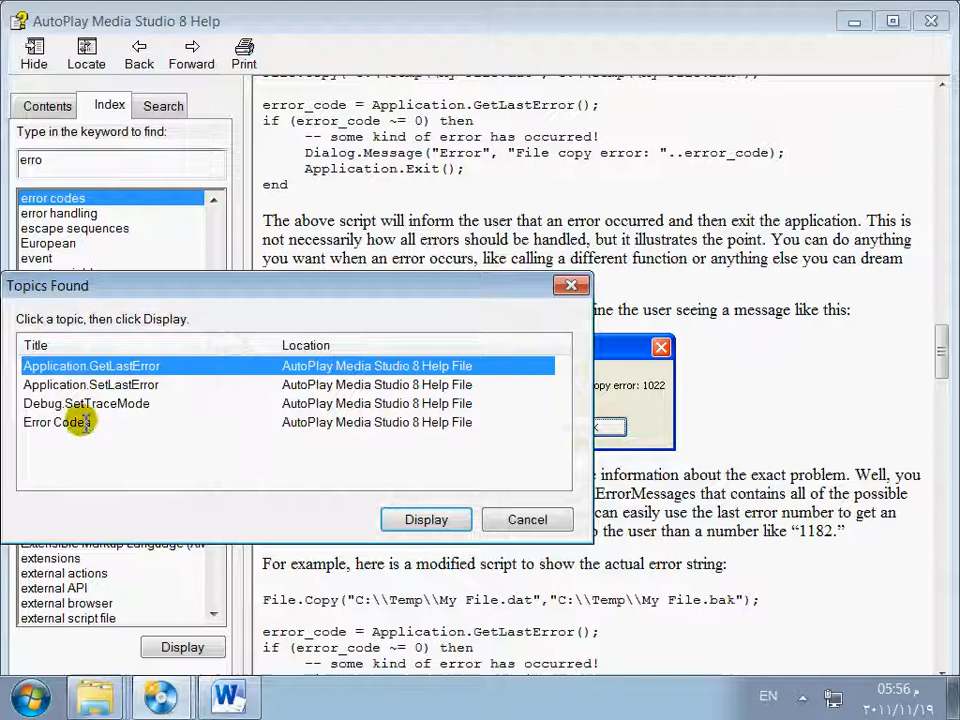 AutoPlay Media Studio 8 Help
Hide Locate Back Forward Print
Contents Index Search
Type in the keyword to find:
erro
error codes
error handling
escape sequences
European
event
error_code = Application.GetLastError();
if (error_code ~= 0) then
-- some kind of error has occurred!
Dialog.Message("Error", "File copy error: "..error_code);
Application.Exit();
end
The above script will inform the user that an error occurred and then exit the application. This is
not necessarily how all errors should be handled, but it illustrates the point. You can do anything
you want when an error occurs, like calling a different function or anything else you can dream
ine the user seeing a message like this:
Topics Found
Click a topic, then click Display.
Title Location
Application.GetLastError AutoPlay Media Studio 8 Help File
Application.SetLastError AutoPlay Media Studio 8 Help File
Debug.SetTraceMode AutoPlay Media Studio 8 Help File
Error Codes AutoPlay Media Studio 8 Help File
Display Cancel
opy error: 1022
information about the exact problem. Well, you
ErrorMessages that contains all of the possible
can easily use the last error number to get an
o the user than a number like “1182.”
extensions
external actions
external API
external browser
external script file
Display
For example, here is a modified script to show the actual error string:
File.Copy("C:\\Temp\\My File.dat","C:\\Temp\\My File.bak");
error_code = Application.GetLastError();
if (error_code ~= 0) then
-- some kind of error has occurred!
EN
05:56 م
٢٠١١/١١/١٩